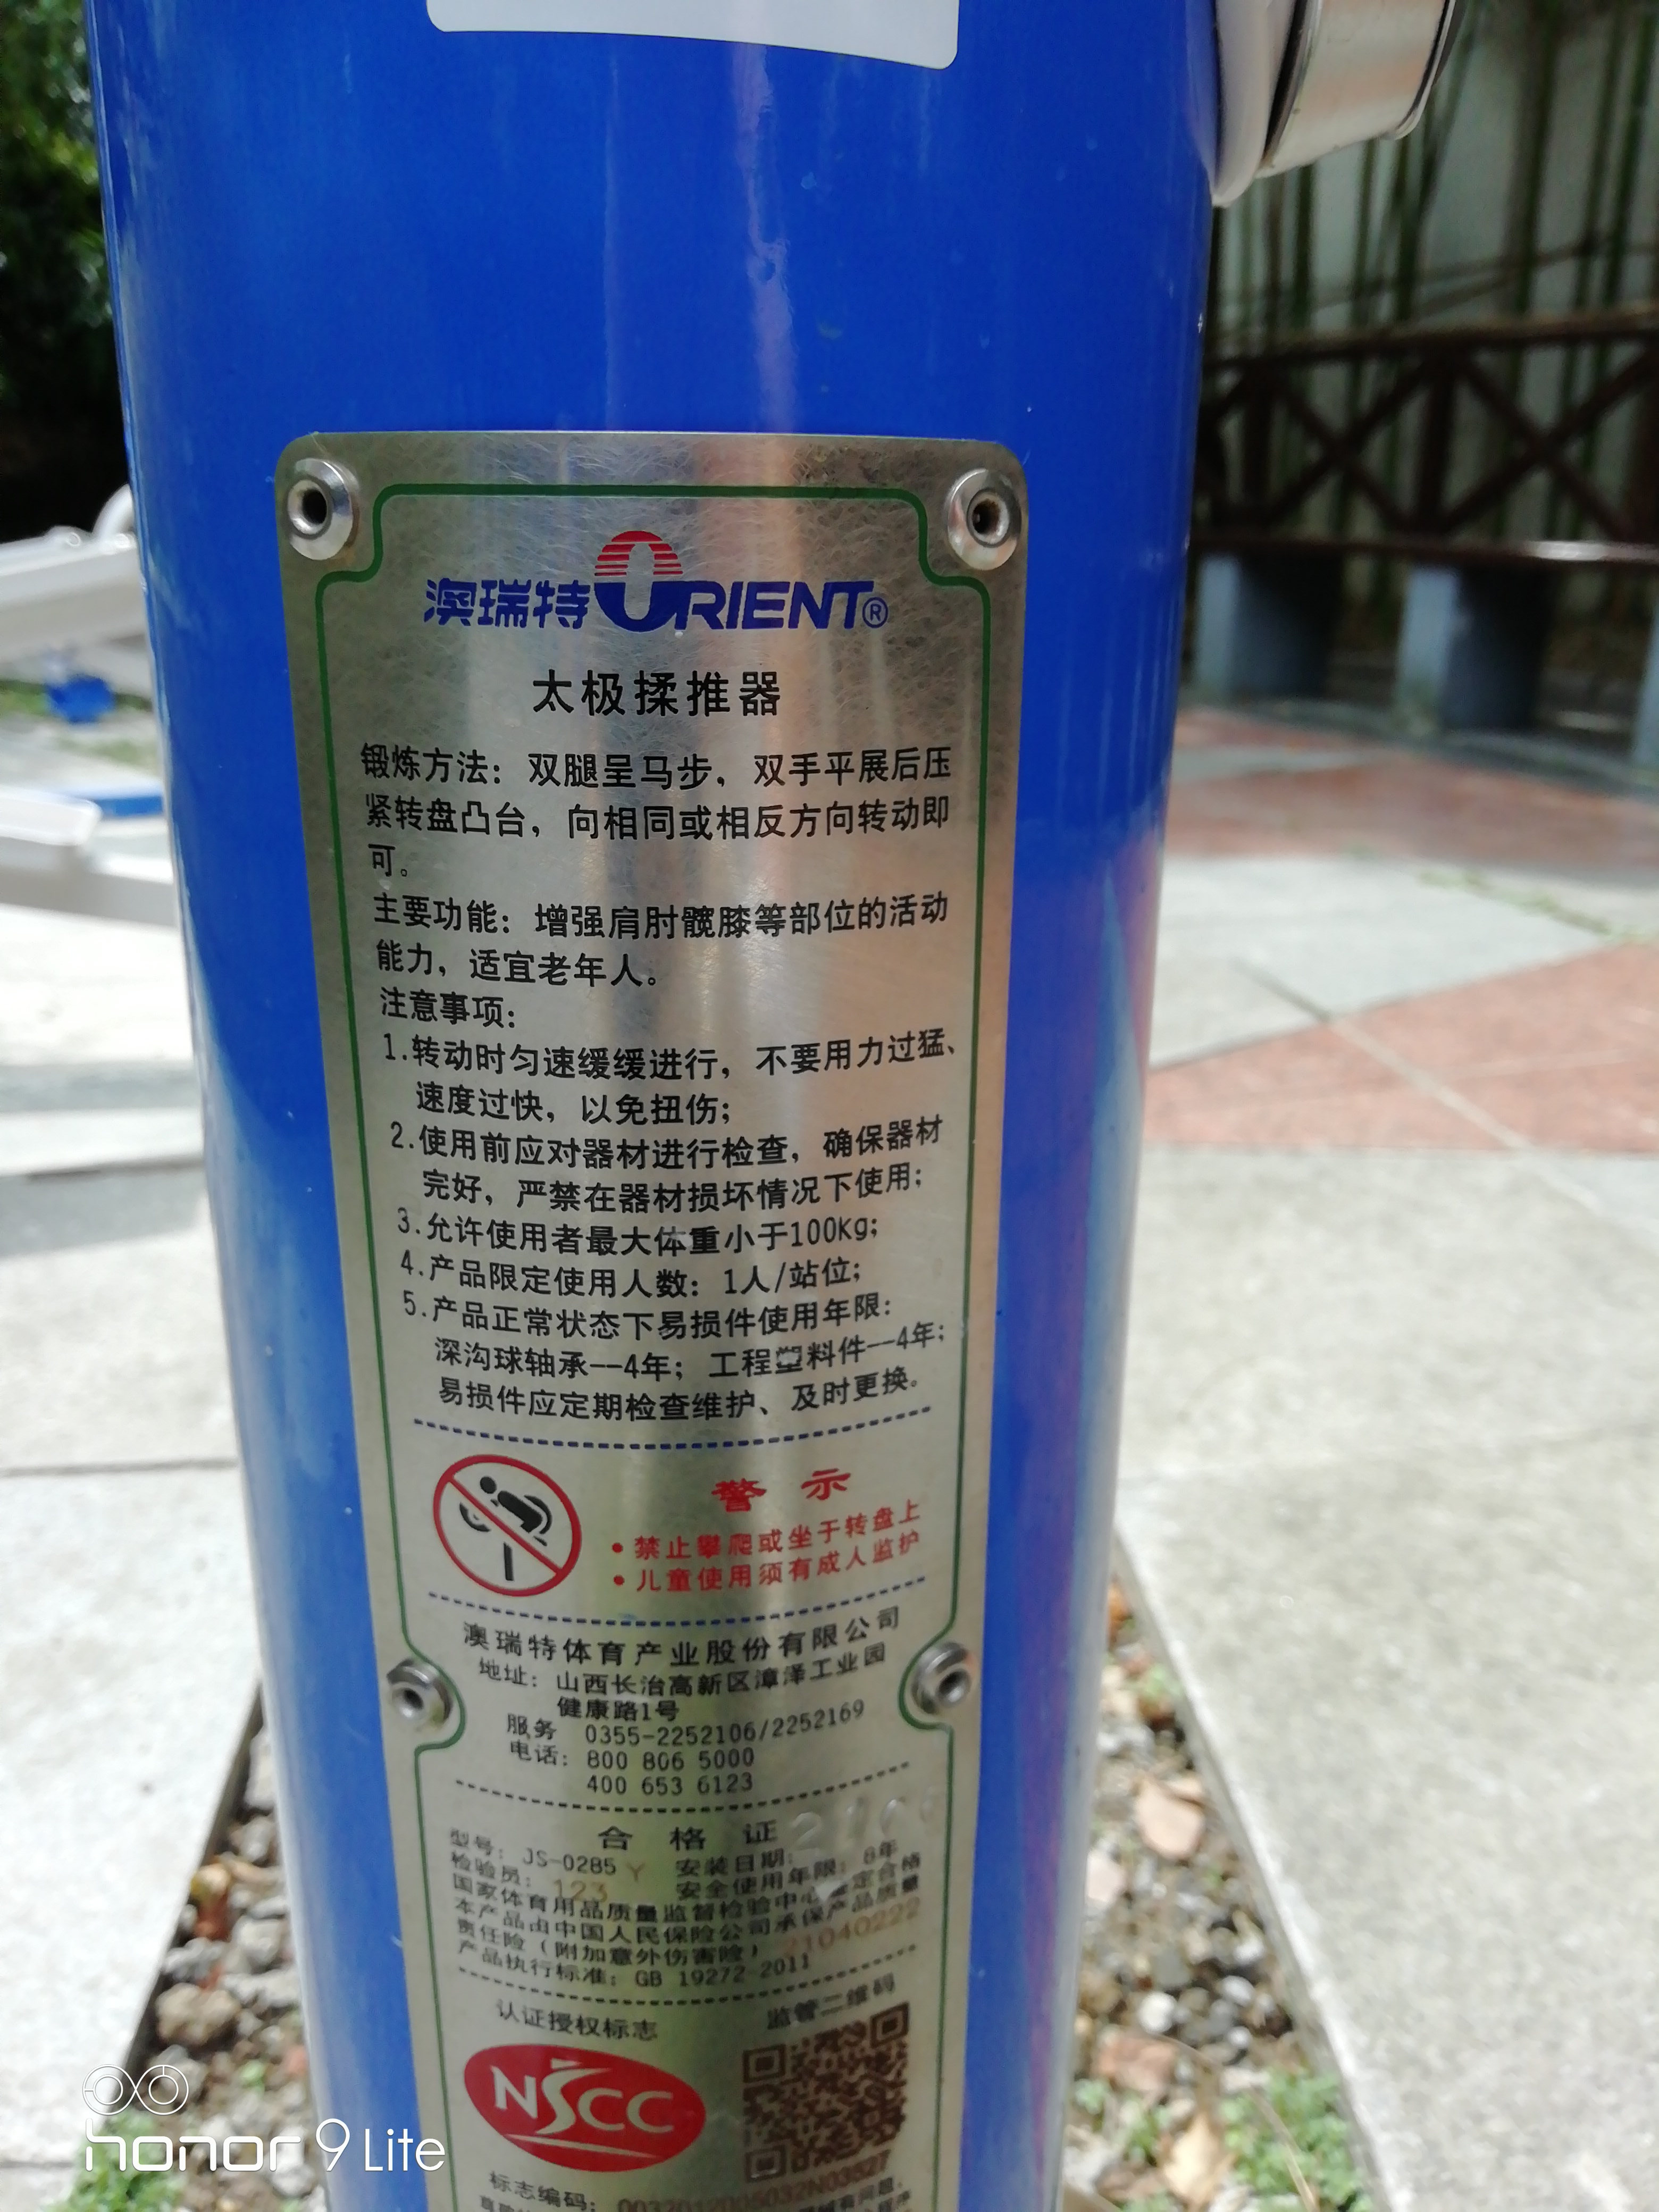 澳瑞特 ORIENT®
太极揉推器
锻炼方法：双腿呈马步，双手平展后压
紧转盘凸台，向相同或相反方向转动即
可。
主要功能：增强肩肘髋膝等部位的活动
能力，适宜老年人。
注意事项：
1.转动时匀速缓缓进行，不要用力过猛、
速度过快，以免扭伤；
2.使用前应对器材进行检查，确保器材
完好，严禁在器材损坏情况下使用；
3.允许使用者最大体重小于100Kg；
4.产品限定使用人数：1人/站位；
5.产品正常状态下易损件使用年限：
深沟球轴承--4年；工程塑料件--4年；
易损件应定期检查维护、及时更换。
警示
•禁止攀爬或坐于转盘上
•儿童使用须有成人监护
澳瑞特体育产业股份有限公司
地址：山西长治高新区漳泽工业园
健康路1号
服务 0355-2252106/2252169
电话：800 806 5000
400 653 6123
合格证
型号：JS-0285 Y 安装日期：
检验员：123 安全使用年限：8年
国家体育用品质量监督检验中心鉴定合格
本产品由中国人民保险公司承保产品质量
责任险（附加意外伤害险）
产品执行标准：GB 19272-2011
认证授权标志 监管二维码
NSCC
标志编码：
honor 9 Lite